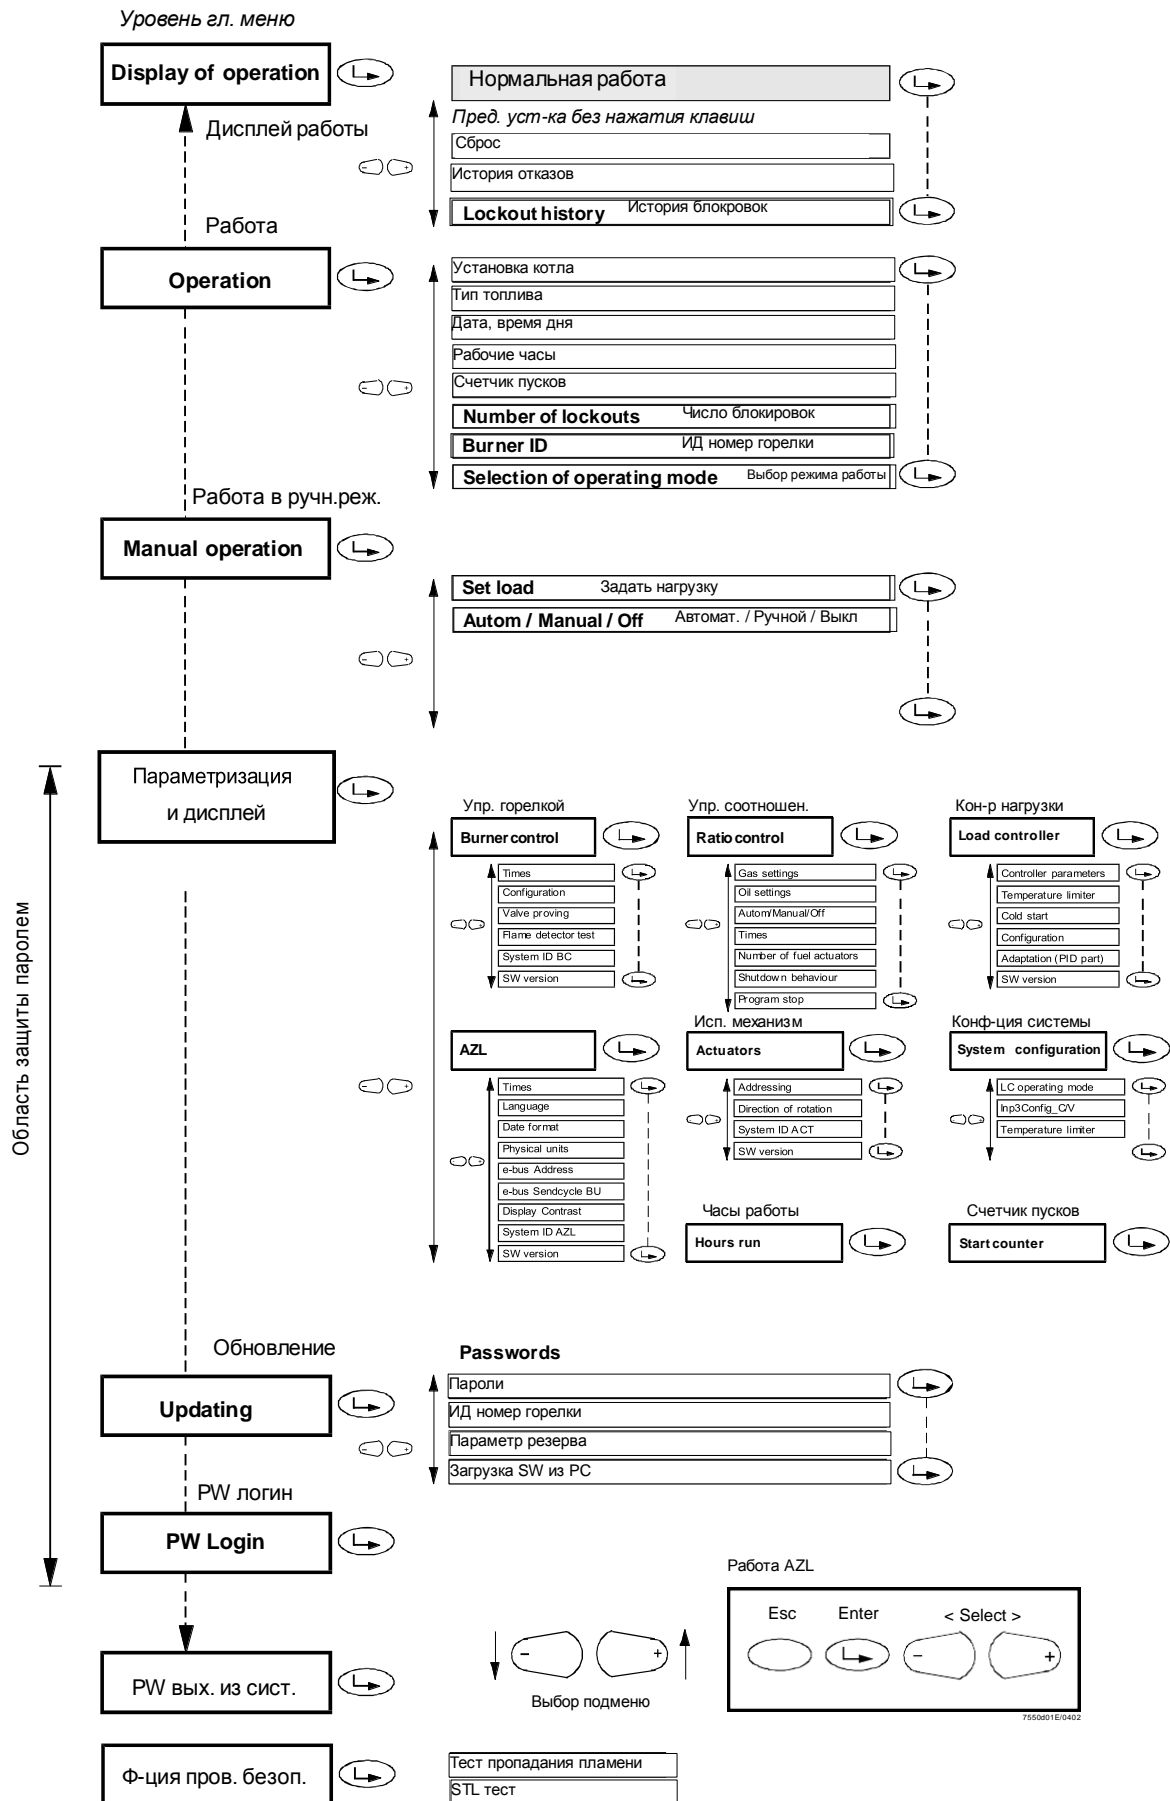 Уровень гл. меню
Display of operation
Нормальная работа
Пред. уст-ка без нажатия клавиш
Дисплей работы
Сброс
История отказов
Lockout history История блокровок
Работа
Operation
Установка котла
Тип топлива
Дата, время дня
Рабочие часы
Счетчик пусков
Number of lockouts Число блокировок
Burner ID ИД номер горелки
Selection of operating mode Выбор режима работы
Работа в ручн.реж.
Manual operation
Set load Задать нагрузку
Autom / Manual / Off Автомат. / Ручной / Выкл
Область защиты паролем
Параметризация
и дисплей
Упр. горелкой
Burner control
Times
Configuration
Valve proving
Flame detector test
System ID BC
SW version
Упр. соотношен.
Ratio control
Gas settings
Oil settings
Autom/Manual/Off
Times
Number of fuel actuators
Shutdown behaviour
Program stop
Кон-р нагрузки
Load controller
Controller parameters
Temperature limiter
Cold start
Configuration
Adaptation (PID part)
SW version
AZL
Times
Language
Date format
Physical units
e-bus Address
e-bus Sendcycle BU
Display Contrast
System ID AZL
SW version
Исп. механизм
Actuators
Addressing
Direction of rotation
System ID ACT
SW version
Конф-ция системы
System configuration
LC operating mode
Inp3Config_C/V
Temperature limiter
Часы работы
Hours run
Счетчик пусков
Start counter
Обновление
Updating
Passwords
Пароли
ИД номер горелки
Параметр резерва
Загрузка SW из PC
PW логин
PW Login
PW вых. из сист.
- +
Выбор подменю
Работа AZL
Esc Enter < Select >
- +
7550d01E/0402
Ф-ция пров. безоп.
Тест пропадания пламени
STL тест